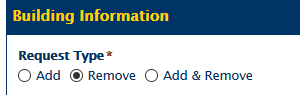 Building Information
Request Type*
Add Remove Add & Remove